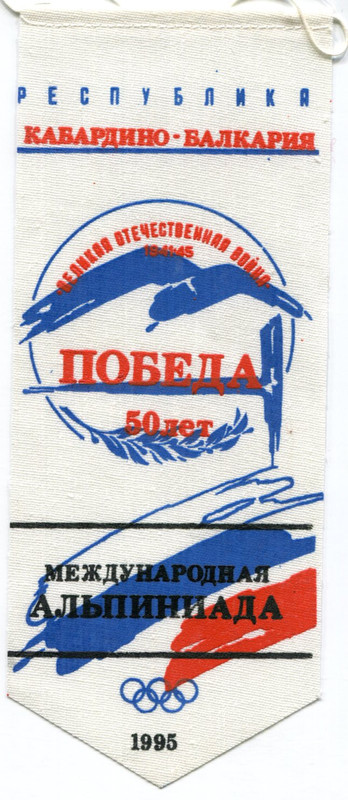 РЕСПУБЛИКА
КАБАРДИНО-БАЛКАРИЯ
ВЕЛИКАЯ ОТЕЧЕСТВЕННАЯ ВОЙНА
1941-45
ПОБЕДА
50 лет
МЕЖДУНАРОДНАЯ
АЛЬПИНИАДА
1995